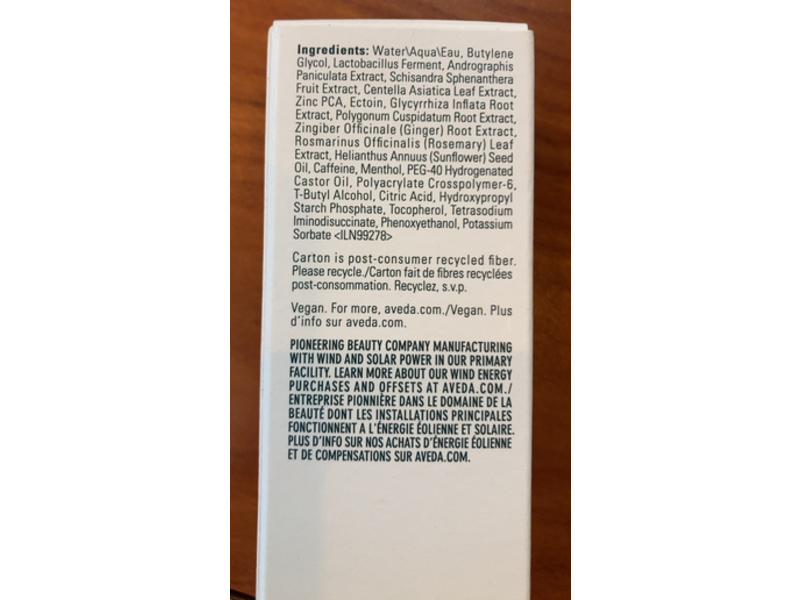 Ingredients: Water\Aqua\Eau, Butylene
Glycol, Lactobacillus Ferment, Andrographis
Paniculata Extract, Schisandra Sphenanthera
Fruit Extract, Centella Asiatica Leaf Extract,
Zinc PCA, Ectoin, Glycyrrhiza Inflata Root
Extract, Polygonum Cuspidatum Root Extract,
Zingiber Officinale (Ginger) Root Extract,
Rosmarinus Officinalis (Rosemary) Leaf
Extract, Helianthus Annuus (Sunflower) Seed
Oil, Caffeine, Menthol, PEG-40 Hydrogenated
Castor Oil, Polyacrylate Crosspolymer-6,
T-Butyl Alcohol, Citric Acid, Hydroxypropyl
Starch Phosphate, Tocopherol, Tetrasodium
Iminodisuccinate, Phenoxyethanol, Potassium
Sorbate <ILN99278>
Carton is post-consumer recycled fiber.
Please recycle./Carton fait de fibres recyclées
post-consommation. Recyclez, s.v.p.
Vegan. For more, aveda.com./Vegan. Plus
d'info sur aveda.com.
PIONEERING BEAUTY COMPANY MANUFACTURING
WITH WIND AND SOLAR POWER IN OUR PRIMARY
FACILITY. LEARN MORE ABOUT OUR WIND ENERGY
PURCHASES AND OFFSETS AT AVEDA.COM./
ENTREPRISE PIONNIÈRE DANS LE DOMAINE DE LA
BEAUTÉ DONT LES INSTALLATIONS PRINCIPALES
FONCTIONNENT A L'ÉNERGIE ÉOLIENNE ET SOLAIRE.
PLUS D'INFO SUR NOS ACHATS D'ÉNERGIE ÉOLIENNE
ET DE COMPENSATIONS SUR AVEDA.COM.